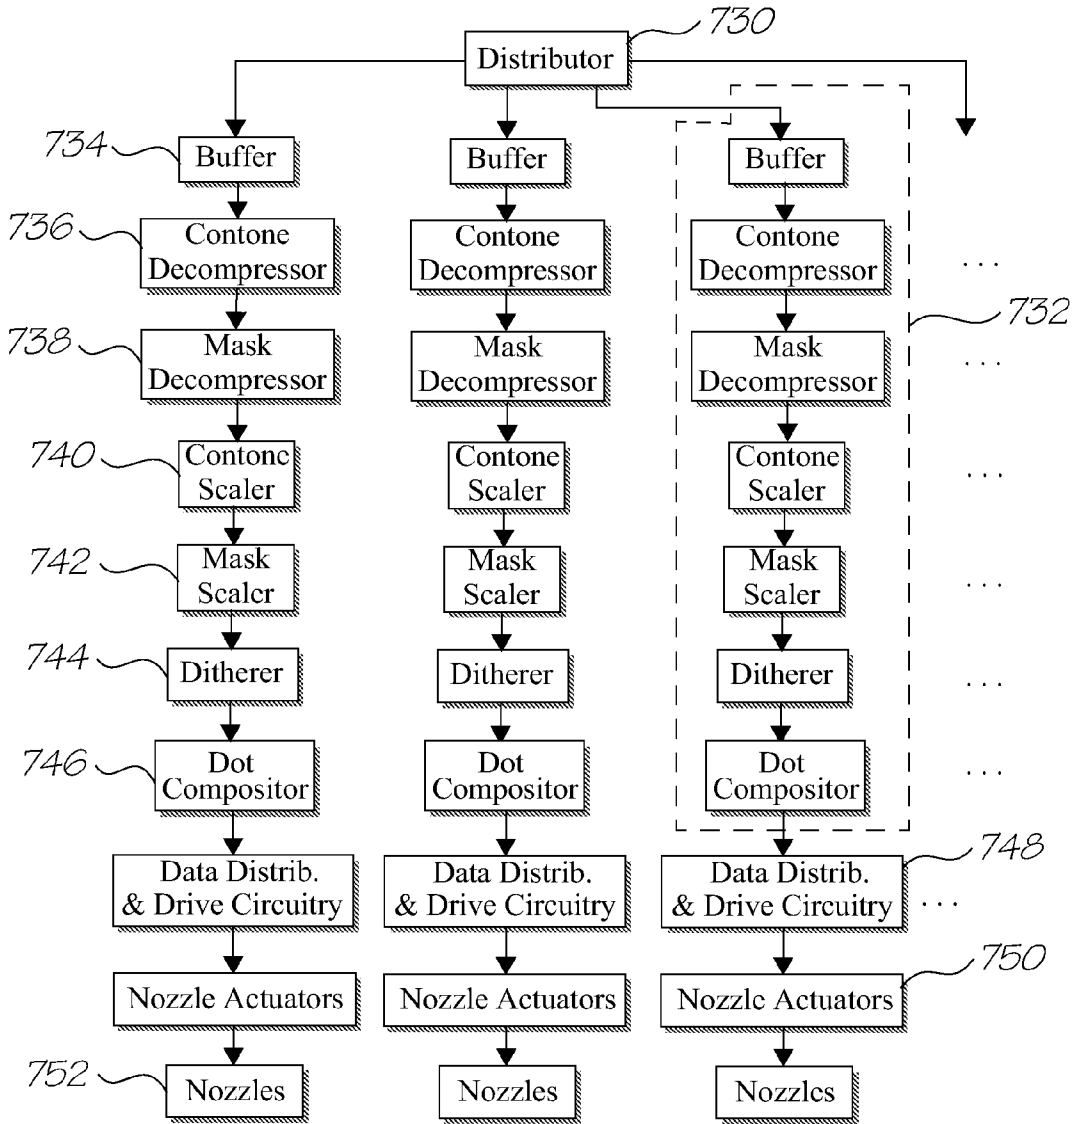 730
Distributor
734
Buffer
Buffer
Buffer
736
Contone
Decompressor
Contone
Decompressor
Contone
Decompressor
. . .
732
738
Mask
Decompressor
Mask
Decompressor
Mask
Decompressor
. . .
740
Contone
Scaler
Contone
Scaler
Contone
Scaler
. . .
742
Mask
Scaler
Mask
Scaler
Mask
Scaler
. . .
744
Ditherer
Ditherer
Ditherer
. . .
746
Dot
Compositor
Dot
Compositor
Dot
Compositor
. . .
Data Distrib.
& Drive Circuitry
Data Distrib.
& Drive Circuitry
Data Distrib.
& Drive Circuitry
748
. . .
Nozzle Actuators
Nozzle Actuators
Nozzle Actuators
750
752
Nozzles
Nozzles
Nozzles